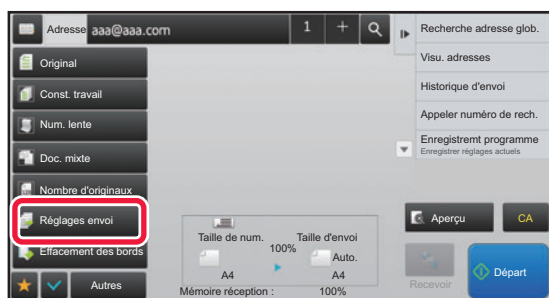 Adresse aaa@aaa.com 1 +
Original
Const. travail
Num. lente
Doc. mixte
Nombre d'originaux
Réglages envoi
Effacement des bords
Autres
Taille de num. 100% Taille d'envoi
Auto.
A4 A4
Mémoire réception : 100%
Recherche adresse glob.
Visu. adresses
Historique d'envoi
Appeler numéro de rech.
Enregistremt programme
Enregistrer réglages actuels
Aperçu CA
Recevoir Départ